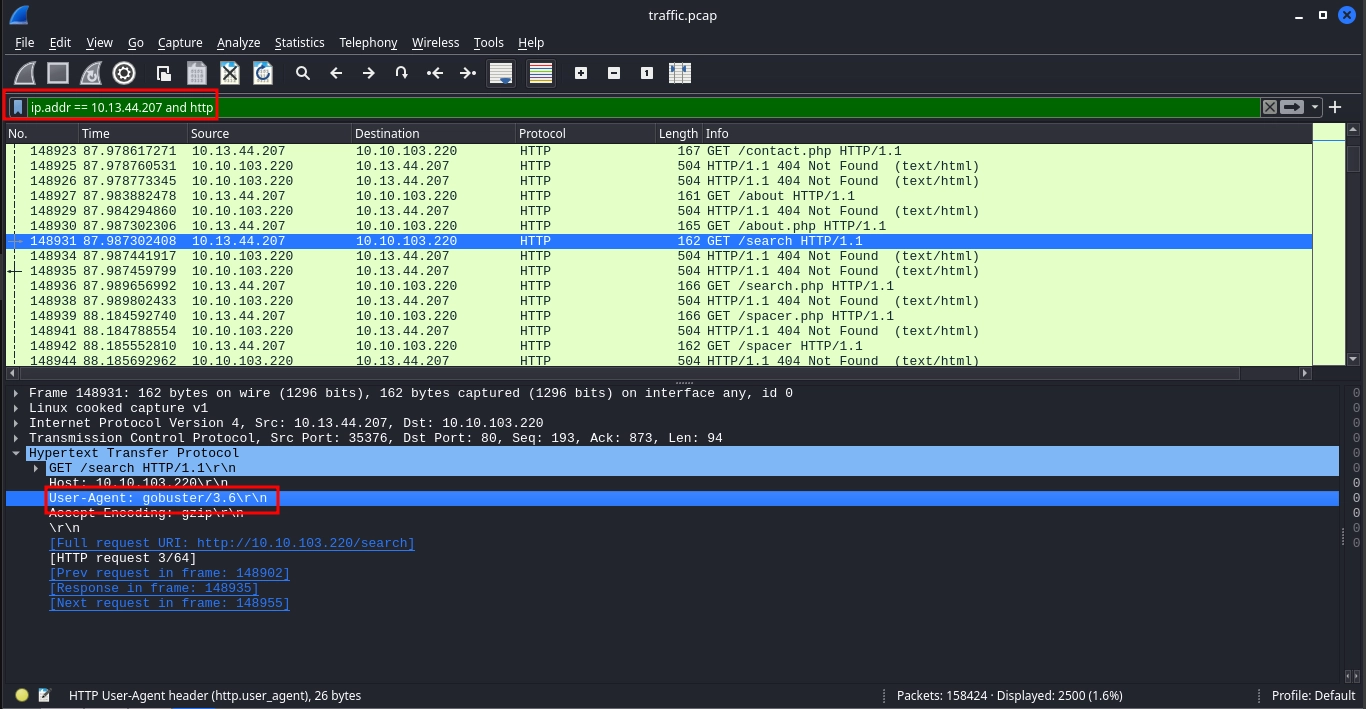 traffic.pcap
File Edit View Go Capture Analyze Statistics Telephony Wireless Tools Help
ip.addr == 10.13.44.207 and http
No. Time Source Destination Protocol Length Info
148923 87.978617271 10.13.44.207 10.10.103.220 HTTP 167 GET /contact.php HTTP/1.1
148925 87.978760531 10.10.103.220 10.13.44.207 HTTP 504 HTTP/1.1 404 Not Found (text/html)
148926 87.978773345 10.10.103.220 10.13.44.207 HTTP 504 HTTP/1.1 404 Not Found (text/html)
148927 87.983882478 10.13.44.207 10.10.103.220 HTTP 161 GET /about HTTP/1.1
148929 87.984294860 10.10.103.220 10.13.44.207 HTTP 504 HTTP/1.1 404 Not Found (text/html)
148930 87.987302306 10.13.44.207 10.10.103.220 HTTP 165 GET /about.php HTTP/1.1
148931 87.987302408 10.13.44.207 10.10.103.220 HTTP 162 GET /search HTTP/1.1
148934 87.987441917 10.10.103.220 10.13.44.207 HTTP 504 HTTP/1.1 404 Not Found (text/html)
148935 87.987459799 10.10.103.220 10.13.44.207 HTTP 504 HTTP/1.1 404 Not Found (text/html)
148936 87.989656992 10.13.44.207 10.10.103.220 HTTP 166 GET /search.php HTTP/1.1
148938 87.989802433 10.10.103.220 10.13.44.207 HTTP 504 HTTP/1.1 404 Not Found (text/html)
148939 88.184592740 10.13.44.207 10.10.103.220 HTTP 166 GET /spacer.php HTTP/1.1
148941 88.184788554 10.10.103.220 10.13.44.207 HTTP 504 HTTP/1.1 404 Not Found (text/html)
148942 88.185552810 10.13.44.207 10.10.103.220 HTTP 162 GET /spacer HTTP/1.1
148944 88.185692962 10.10.103.220 10.13.44.207 HTTP 504 HTTP/1.1 404 Not Found (text/html)
Frame 148931: 162 bytes on wire (1296 bits), 162 bytes captured (1296 bits) on interface any, id 0
Linux cooked capture v1
Internet Protocol Version 4, Src: 10.13.44.207, Dst: 10.10.103.220
Transmission Control Protocol, Src Port: 35376, Dst Port: 80, Seq: 193, Ack: 873, Len: 94
Hypertext Transfer Protocol
GET /search HTTP/1.1\r\n
Host: 10.10.103.220\r\n
User-Agent: gobuster/3.6\r\n
Accept-Encoding: gzip\r\n
\r\n
[Full request URI: http://10.10.103.220/search]
[HTTP request 3/64]
[Prev request in frame: 148902]
[Response in frame: 148935]
[Next request in frame: 148955]
0
0
0
0
0
0
0
0
0
0
0
HTTP User-Agent header (http.user_agent), 26 bytes
Packets: 158424 · Displayed: 2500 (1.6%)
Profile: Default